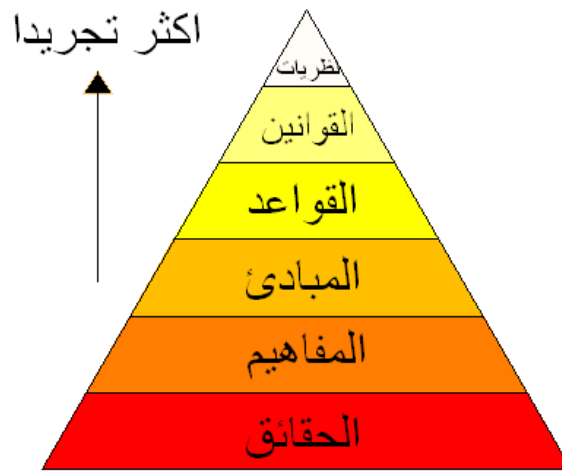 اكثر تجريدا
نظريات
القوانين
القواعد
المبادئ
المفاهيم
الحقائق